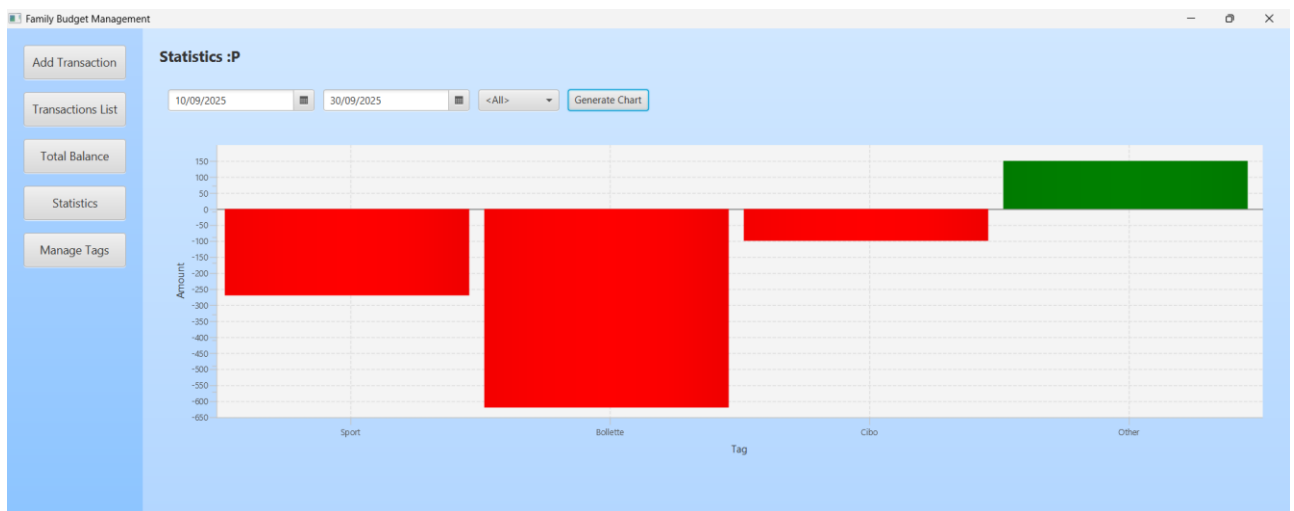 Family Budget Management
Add Transaction
Transactions List
Total Balance
Statistics
Manage Tags
Statistics :P
10/09/2025 30/09/2025 <All> Generate Chart
Amount
150
100
50
0
-50
-100
-150
-200
-250
-300
-350
-400
-450
-500
-550
-600
-650
Sport Bollette Cibo Other
Tag